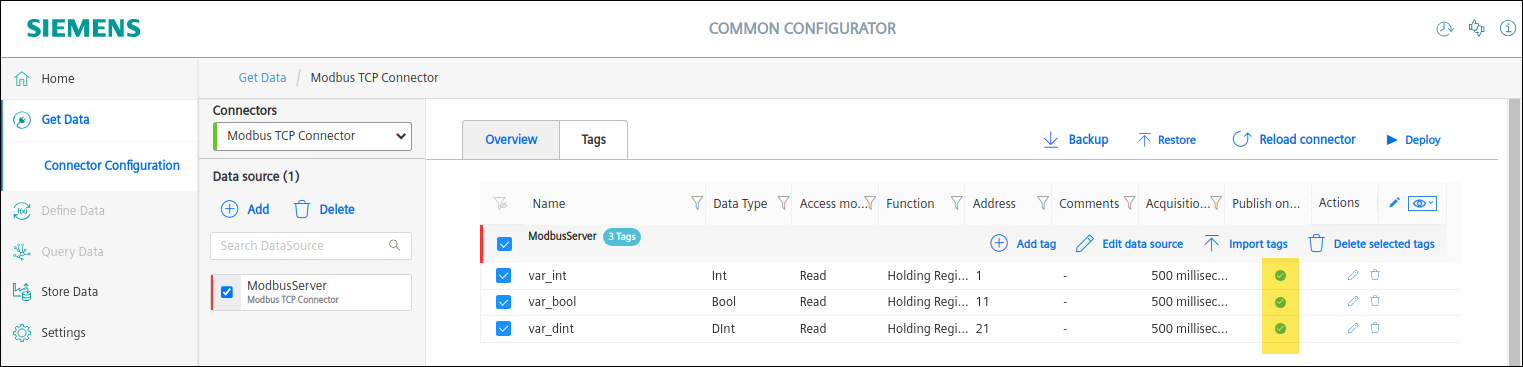 SIEMENS
COMMON CONFIGURATOR
Home
Get Data
Connector Configuration
Define Data
Query Data
Store Data
Settings
Get Data / Modbus TCP Connector
Connectors
Modbus TCP Connector
Data source (1)
Add Delete
Search DataSource
ModbusServer
Modbus TCP Connector
Overview Tags Backup Restore Reload connector Deploy
Name Data Type Access mo... Function Address Comments Acquisitio... Publish on... Actions
ModbusServer 3 Tags Add tag Edit data source Import tags Delete selected tags
var_int Int Read Holding Regi... 1 - 500 millisec...
var_bool Bool Read Holding Regi... 11 - 500 millisec...
var_dint DInt Read Holding Regi... 21 - 500 millisec...